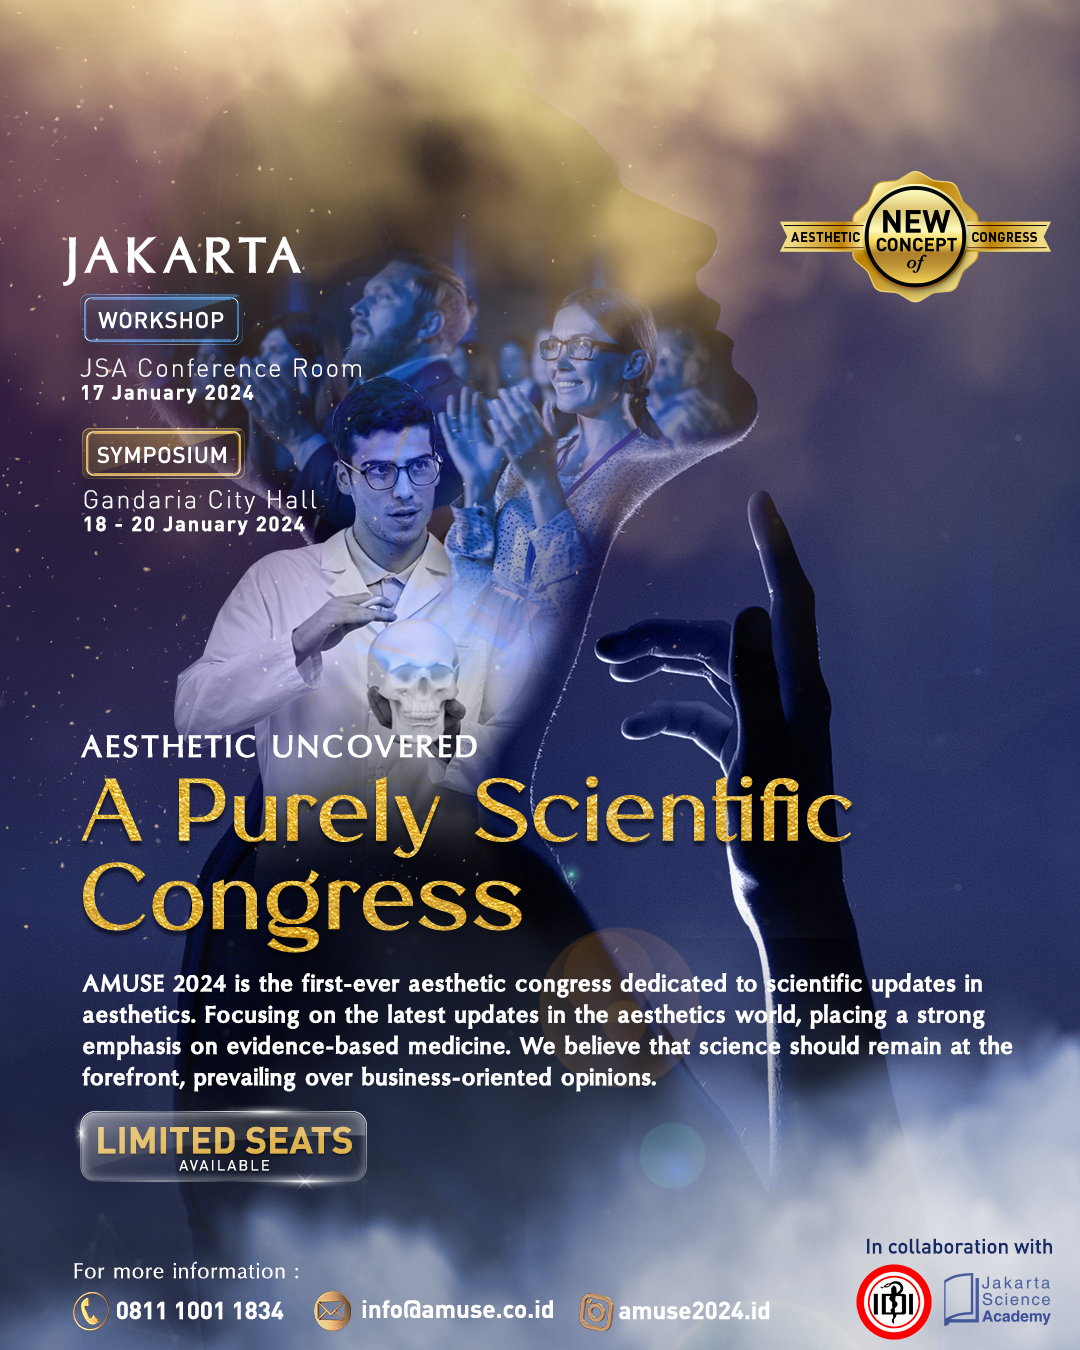 JAKARTA
WORKSHOP
JSA Conference Room
17 January 2024
SYMPOSIUM
Gandaria City Hall
18 - 20 January 2024
NEW
AESTHETIC CONCEPT CONGRESS
of
AESTHETIC UNCOVERED
A Purely Scientific
Congress
AMUSE 2024 is the first-ever aesthetic congress dedicated to scientific updates in
aesthetics. Focusing on the latest updates in the aesthetics world, placing a strong
emphasis on evidence-based medicine. We believe that science should remain at the
forefront, prevailing over business-oriented opinions.
LIMITED SEATS
AVAILABLE
In collaboration with
For more information :
0811 1001 1834
info@amuse.co.id
amuse2024.id
IDI
Jakarta
Science
Academy